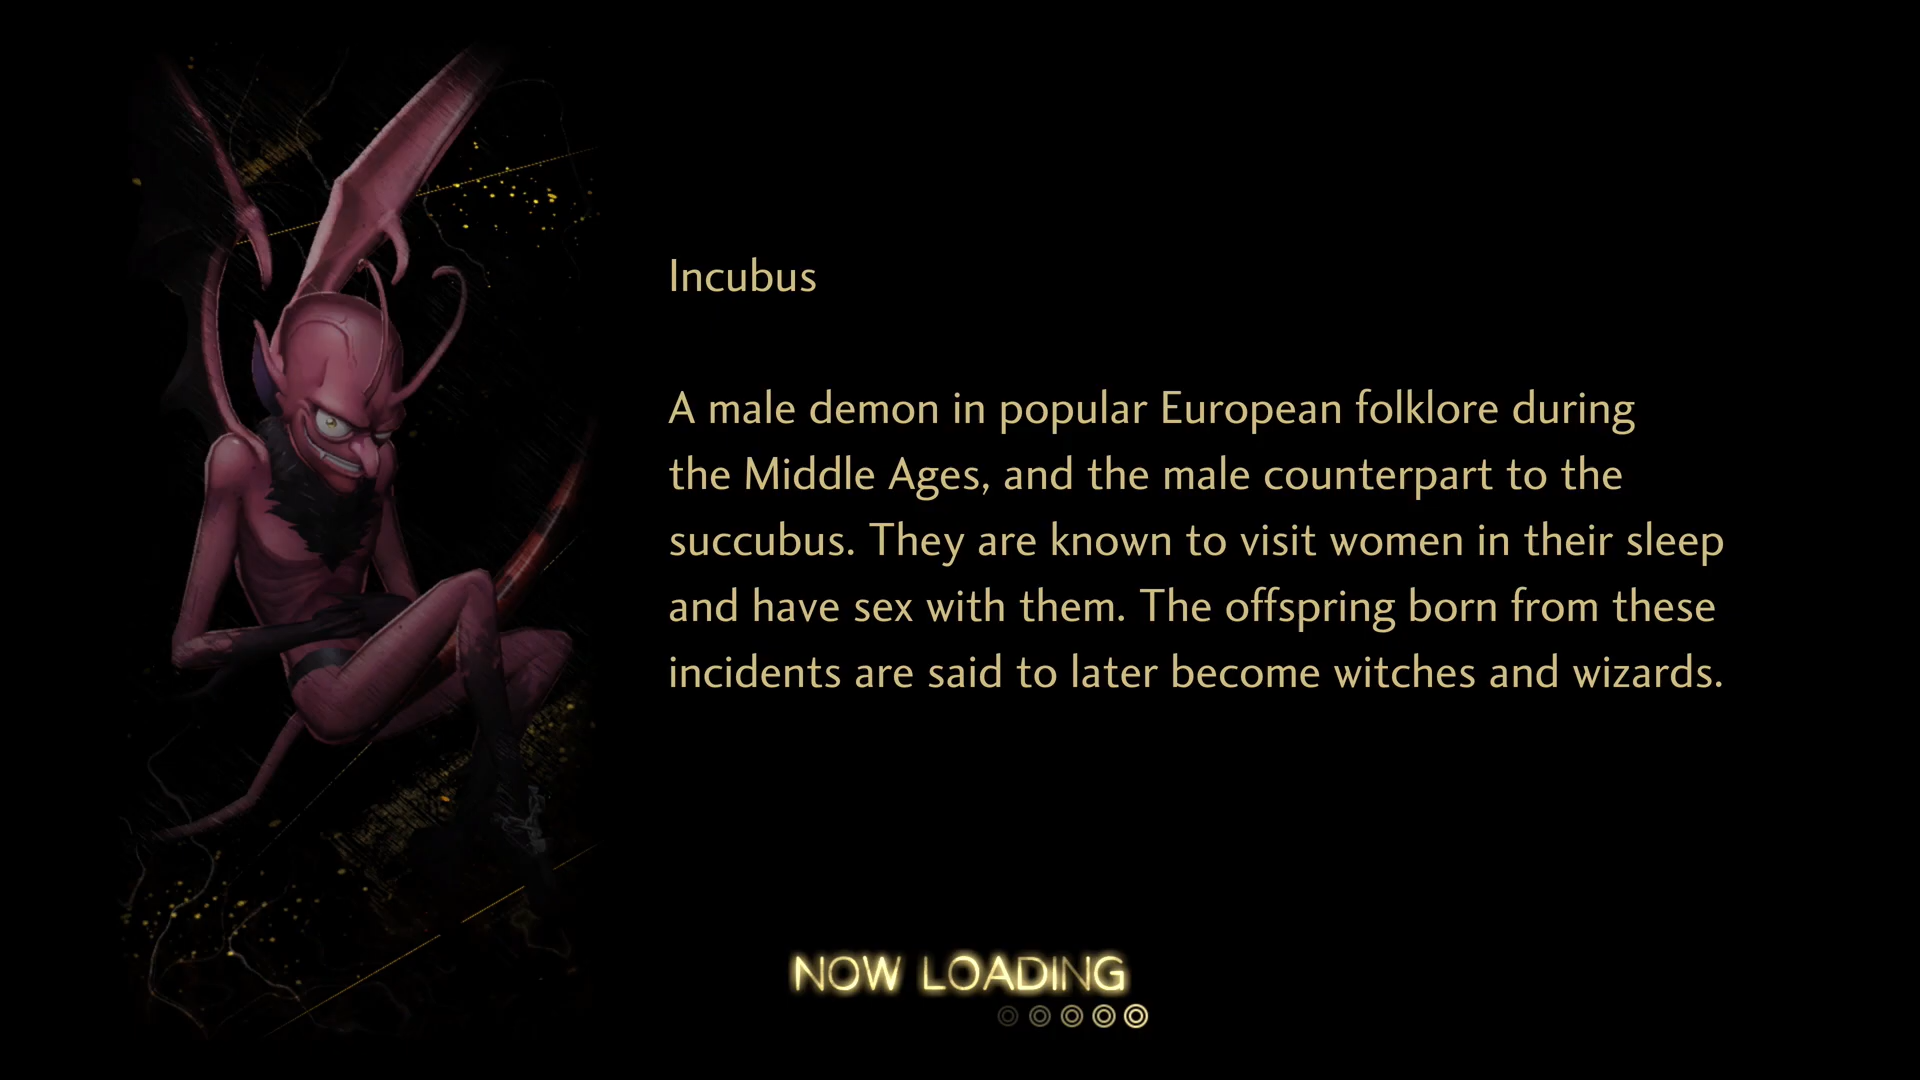 Incubus
A male demon in popular European folklore during
the Middle Ages, and the male counterpart to the
succubus. They are known to visit women in their sleep
and have sex with them. The offspring born from these
incidents are said to later become witches and wizards.
NOW LOADING